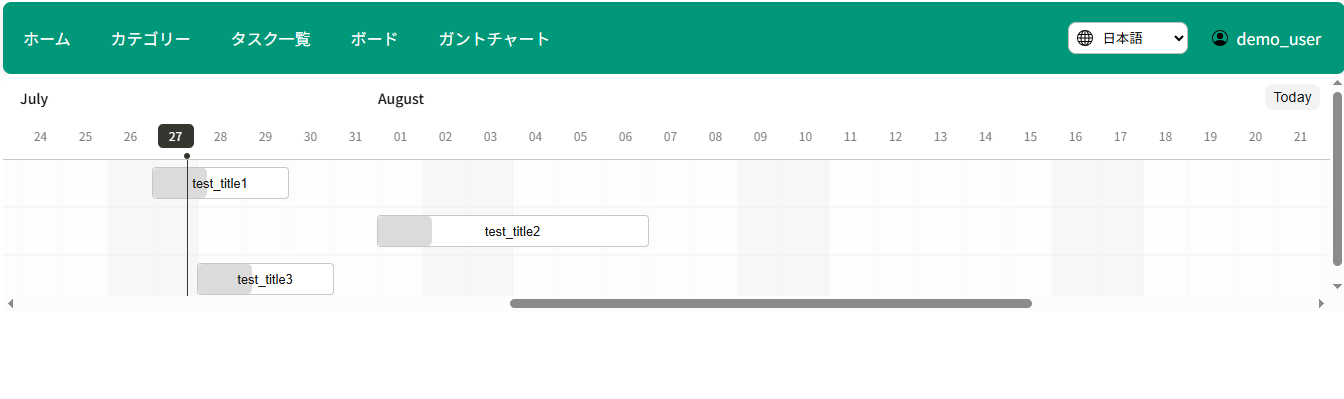 ホーム カテゴリー タスク一覧 ボード ガントチャート 日本語 demo_user
July August Today
24 25 26 27 28 29 30 31 01 02 03 04 05 06 07 08 09 10 11 12 13 14 15 16 17 18 19 20 21
test_title1
test_title2
test_title3